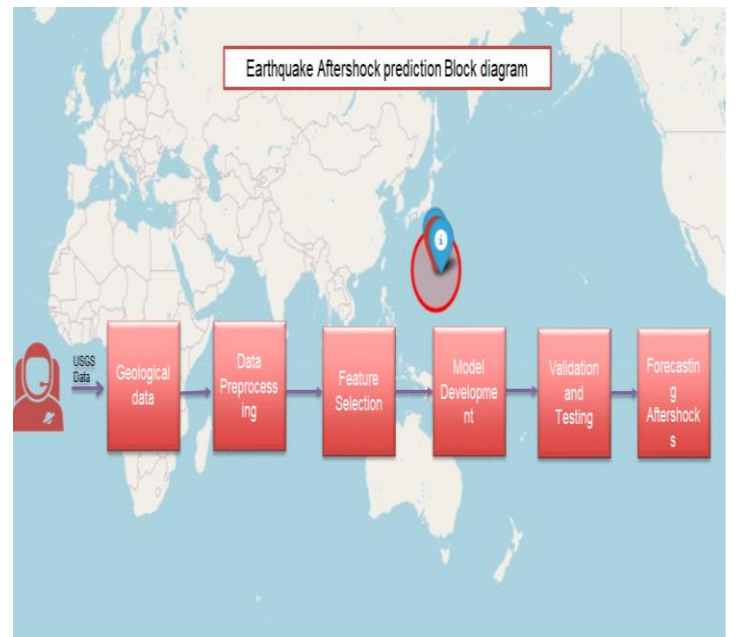 Earthquake Aftershock prediction Block diagram
i
USGS
Data
Geological
data
Data
Preprocess
ing
Feature
Selection
Model
Developme
nt
Validation
and
Testing
Forecastin
g
Aftershock
s